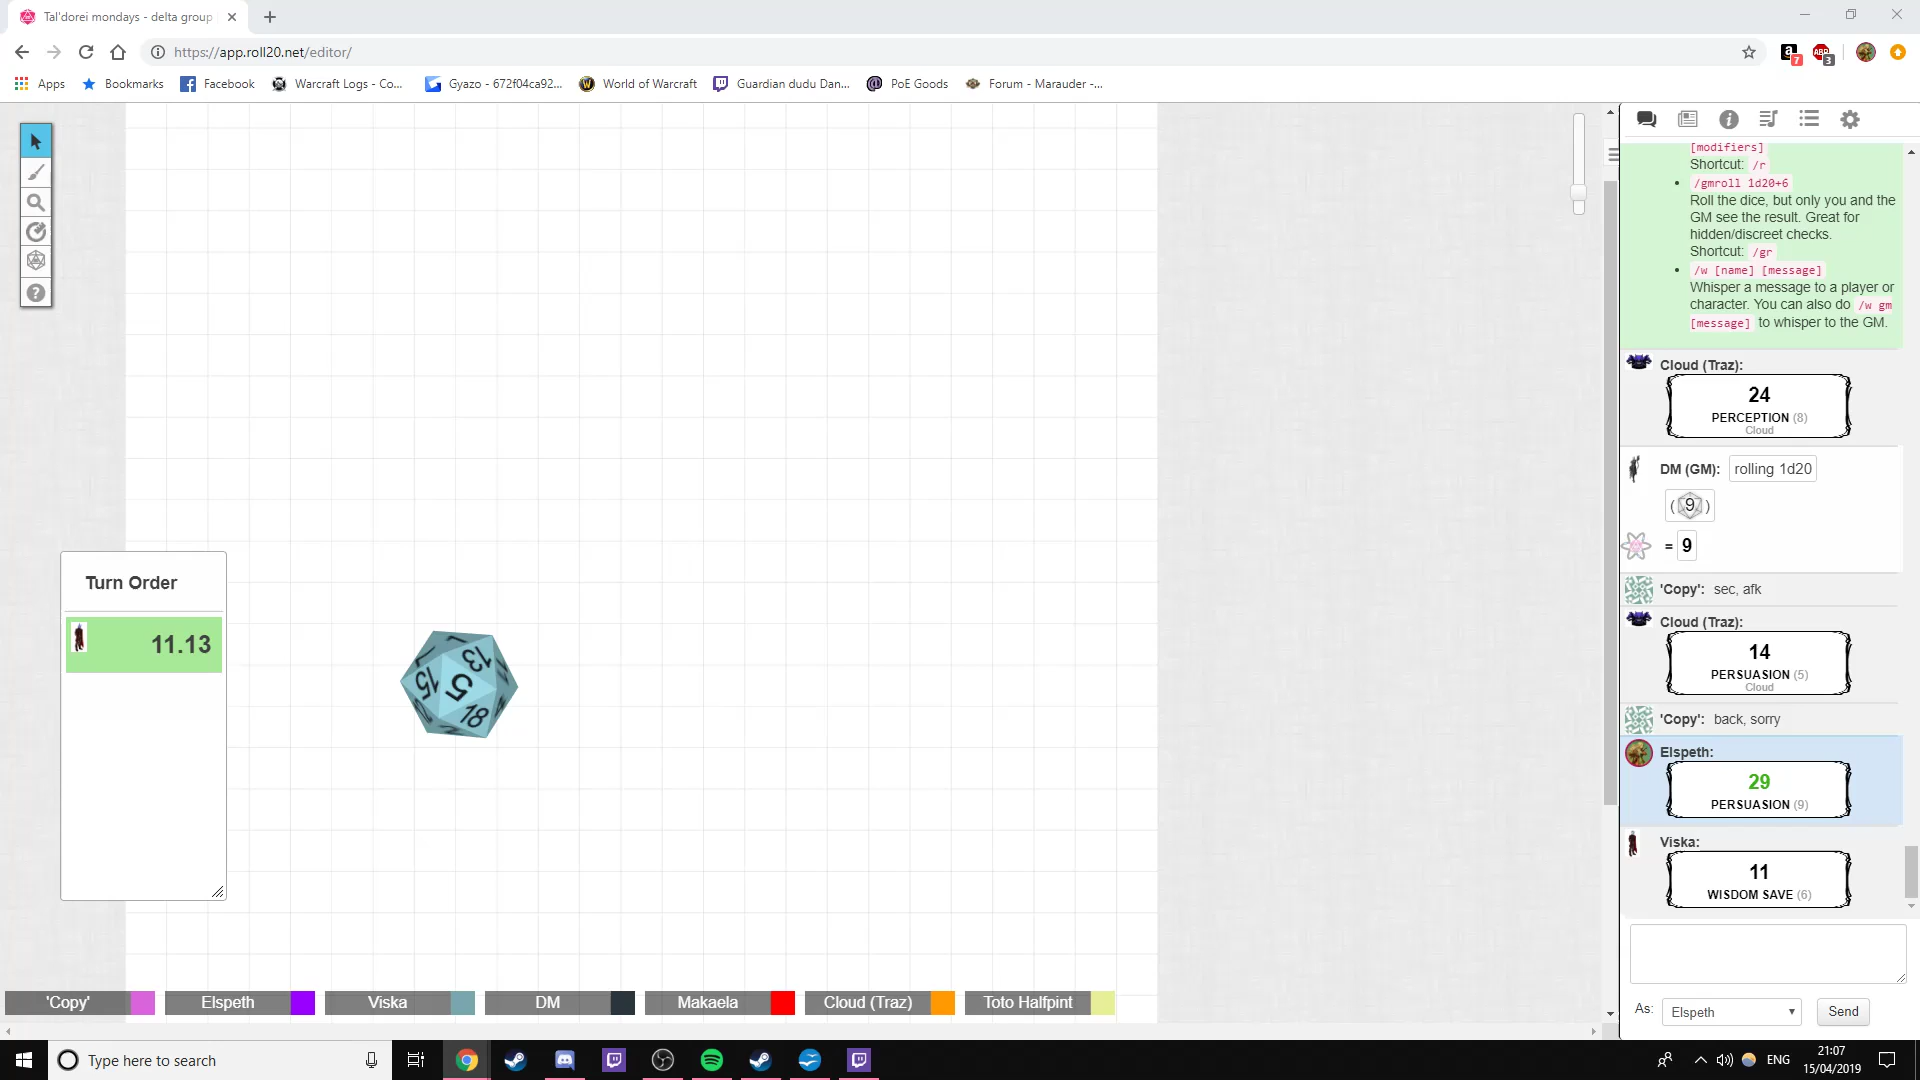 Tal'dorei mondays - delta group
https://app.roll20.net/editor/
7
ABP
3
Apps
Bookmarks
Facebook
Warcraft Logs - Co...
Gyazo - 672f04ca92...
World of Warcraft
Guardian dudu Dan...
PoE Goods
Forum - Marauder -...
[modifiers]
Shortcut: /r
• /gmroll 1d20+6
Roll the dice, but only you and the
GM see the result. Great for
hidden/discreet checks.
Shortcut: /gr
• /w [name] [message]
Whisper a message to a player or
character. You can also do /w gm
[message] to whisper to the GM.
Cloud (Traz):
24
PERCEPTION (8)
Cloud
DM (GM): rolling 1d20
(9)
= 9
'Copy': sec, afk
Cloud (Traz):
14
PERSUASION (5)
Cloud
'Copy': back, sorry
Elspeth:
29
PERSUASION (9)
Viska:
11
WISDOM SAVE (6)
As: Elspeth
Send
Turn Order
11.13
13
15
5
18
'Copy'
Elspeth
Viska
DM
Makaela
Cloud (Traz)
Toto Halfpint
Type here to search
ENG
21:07
15/04/2019